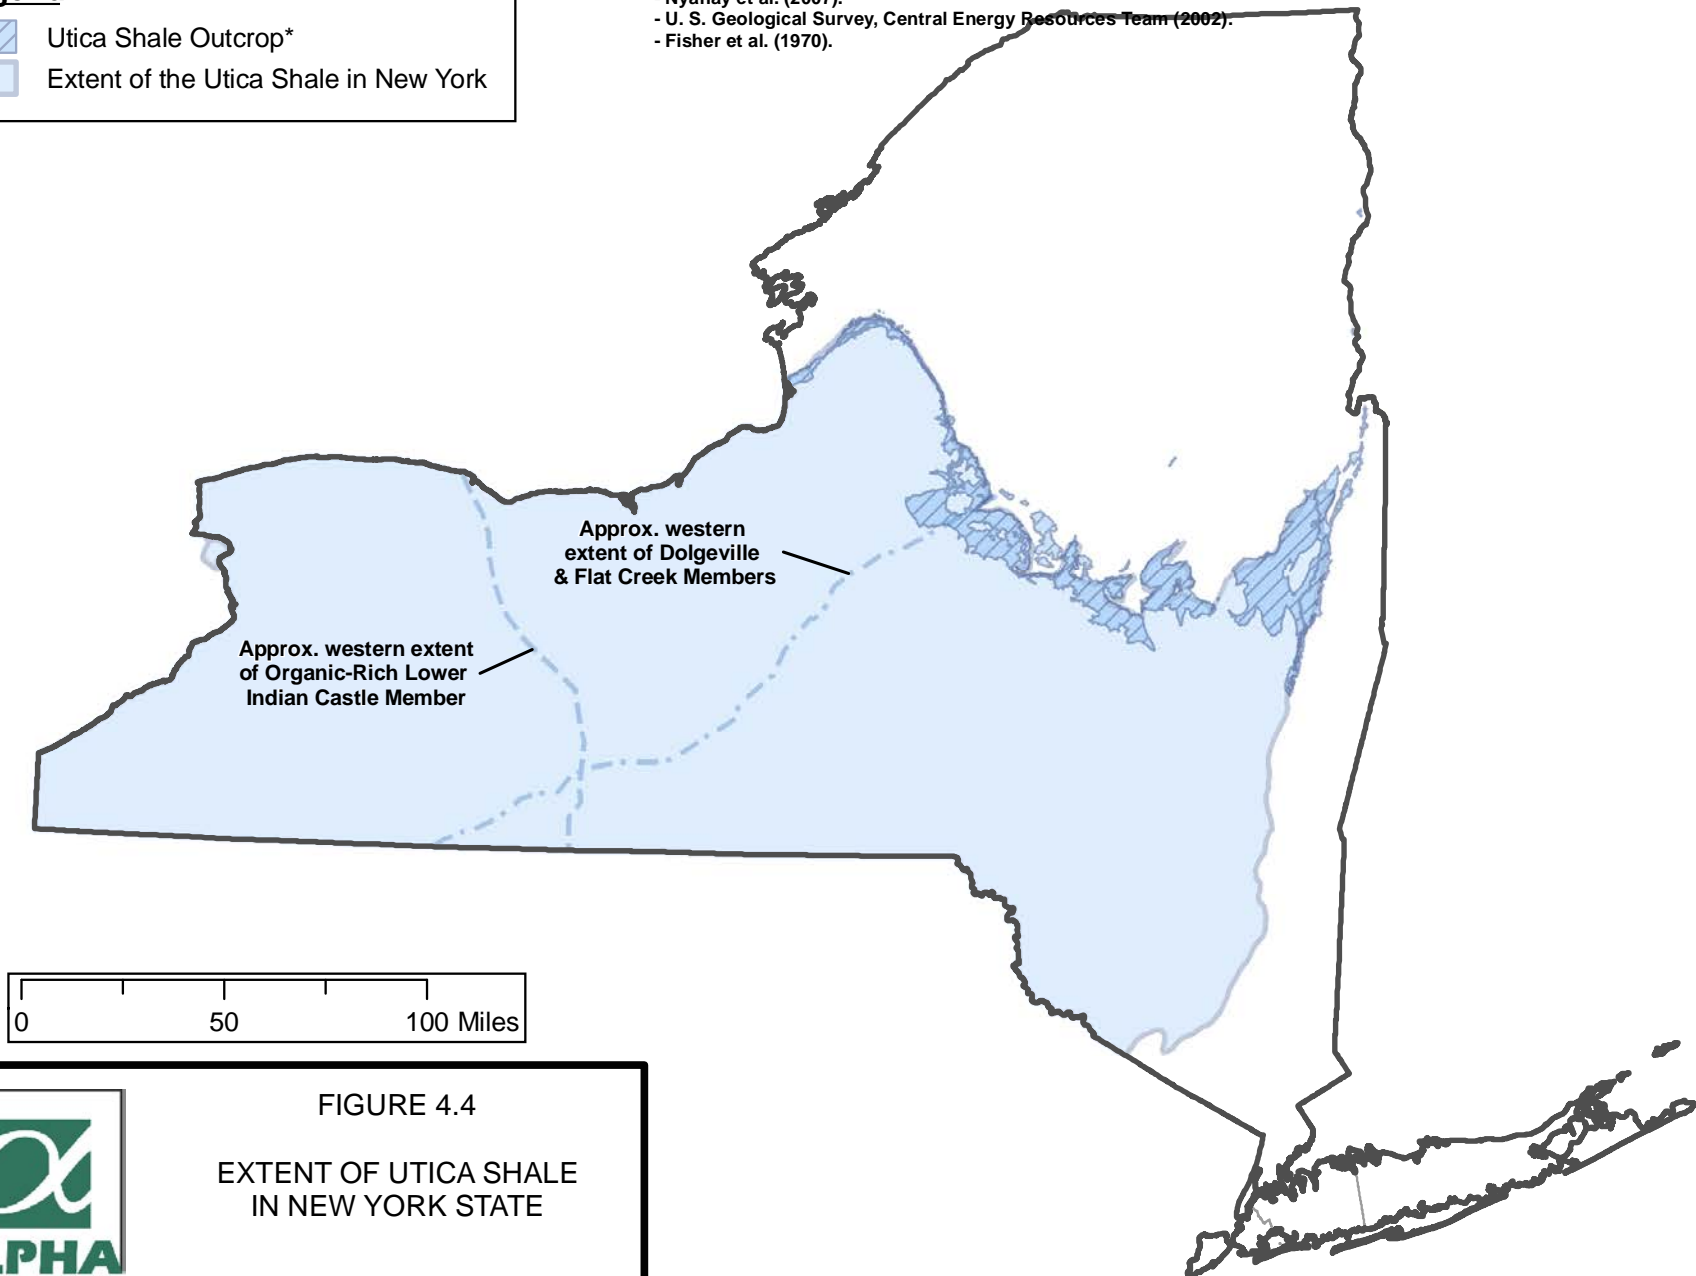 Utica Shale Outcrop*
Extent of the Utica Shale in New York
- U. S. Geological Survey, Central Energy Resources Team (2002).
- Fisher et al. (1970).
Approx. western
extent of Dolgeville
& Flat Creek Members
Approx. western extent
of Organic-Rich Lower
Indian Castle Member
0 50 100 Miles
FIGURE 4.4
EXTENT OF UTICA SHALE
IN NEW YORK STATE
LPHA